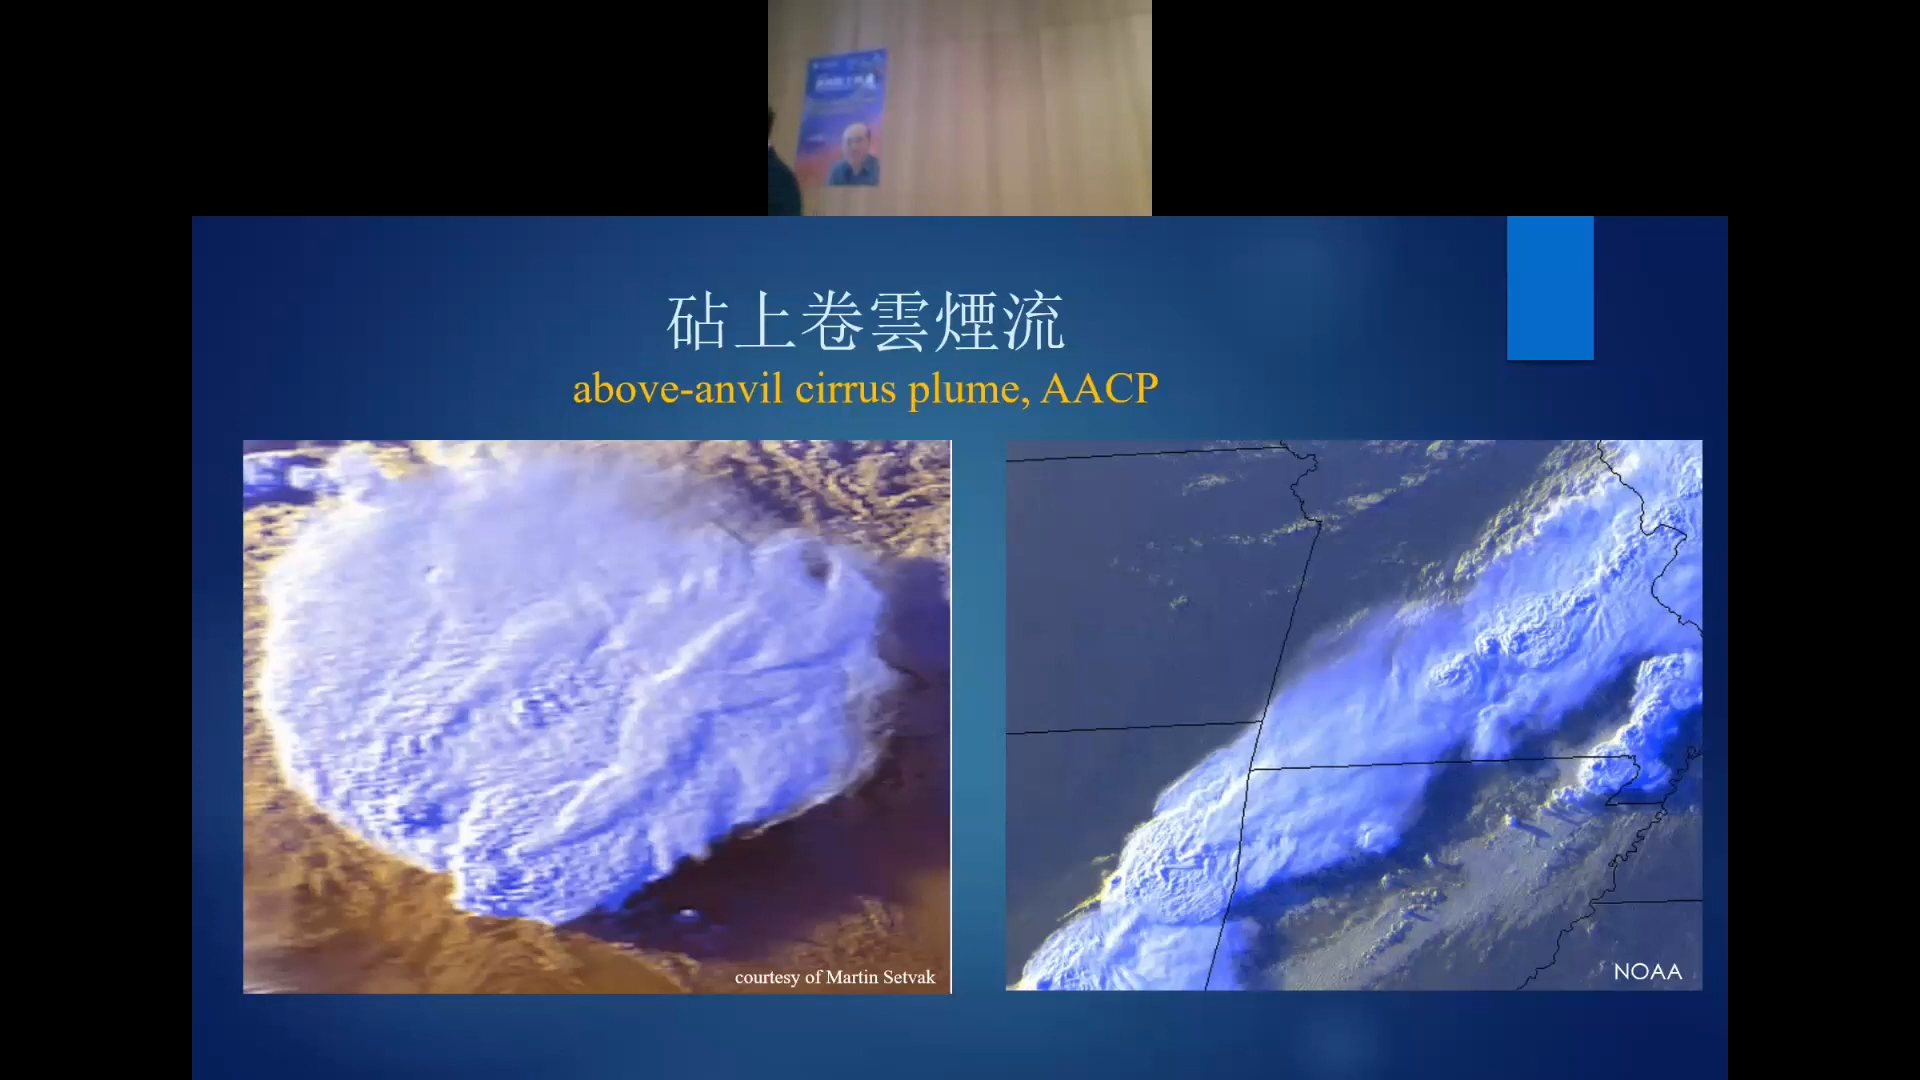 砧上卷雲煙流
above-anvil cirrus plume, AACP
courtesy of Martin Setvak
NOAA